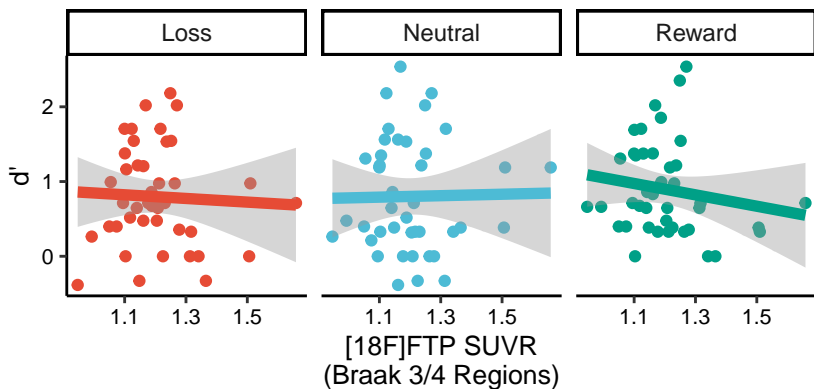 Loss Neutral Reward
d'
2
1
0
1.1 1.3 1.5 1.1 1.3 1.5 1.1 1.3 1.5
[18F]FTP SUVR
(Braak 3/4 Regions)